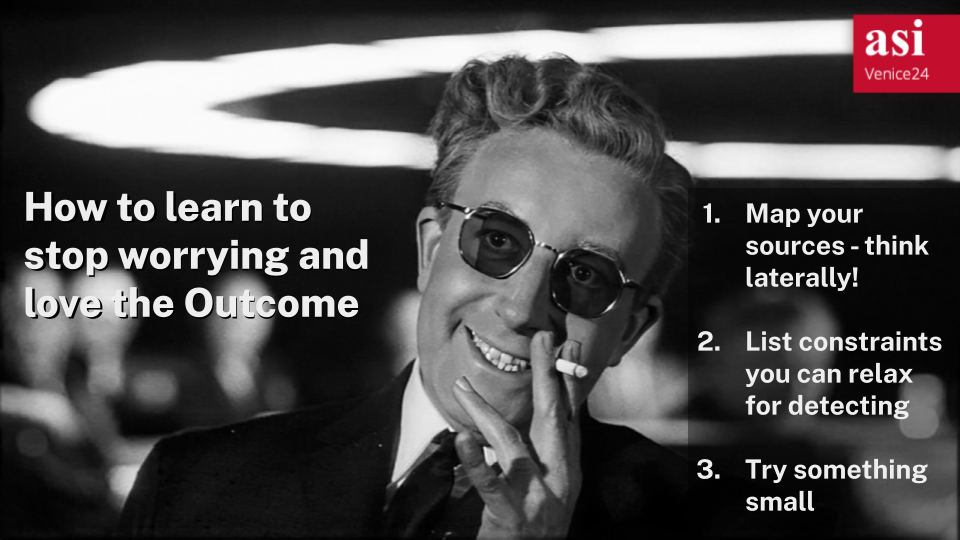 asi
Venice24
How to learn to
stop worrying and
love the Outcome
1. Map your
sources - think
laterally!
2. List constraints
you can relax
for detecting
3. Try something
small